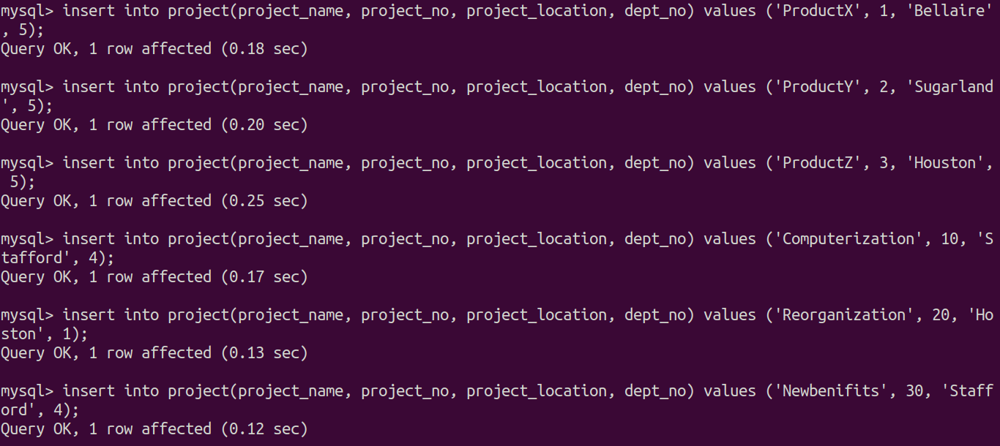 mysql> insert into project(project_name, project_no, project_location, dept_no) values ('ProductX', 1, 'Bellaire'
, 5);
Query OK, 1 row affected (0.18 sec)
mysql> insert into project(project_name, project_no, project_location, dept_no) values ('ProductY', 2, 'Sugarland
', 5);
Query OK, 1 row affected (0.20 sec)
mysql> insert into project(project_name, project_no, project_location, dept_no) values ('ProductZ', 3, 'Houston',
 5);
Query OK, 1 row affected (0.25 sec)
mysql> insert into project(project_name, project_no, project_location, dept_no) values ('Computerization', 10, 'S
tafford', 4);
Query OK, 1 row affected (0.17 sec)
mysql> insert into project(project_name, project_no, project_location, dept_no) values ('Reorganization', 20, 'Ho
ston', 1);
Query OK, 1 row affected (0.13 sec)
mysql> insert into project(project_name, project_no, project_location, dept_no) values ('Newbenifits', 30, 'Staff
ord', 4);
Query OK, 1 row affected (0.12 sec)